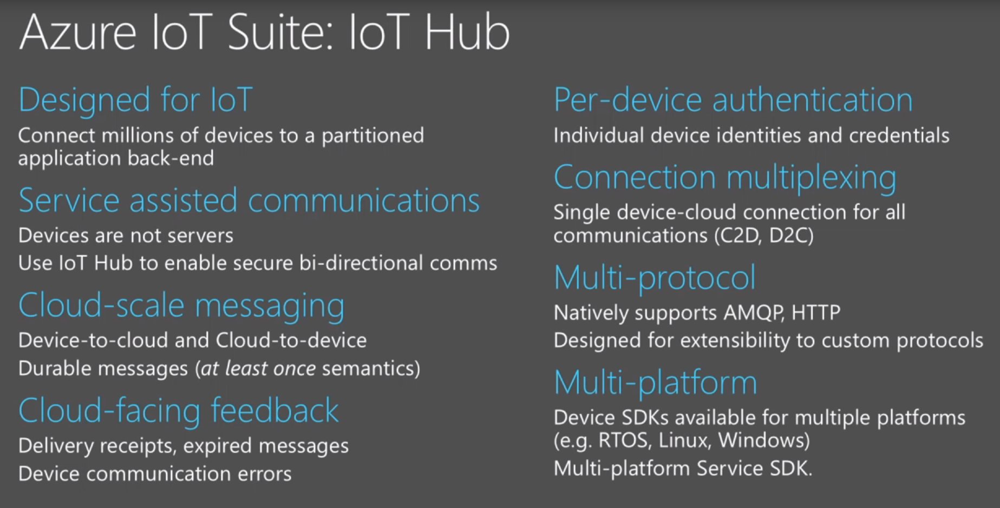 Azure IoT Suite: IoT Hub
Designed for IoT
Connect millions of devices to a partitioned
application back-end
Service assisted communications
Devices are not servers
Use IoT Hub to enable secure bi-directional comms
Cloud-scale messaging
Device-to-cloud and Cloud-to-device
Durable messages (at least once semantics)
Cloud-facing feedback
Delivery receipts, expired messages
Device communication errors
Per-device authentication
Individual device identities and credentials
Connection multiplexing
Single device-cloud connection for all
communications (C2D, D2C)
Multi-protocol
Natively supports AMQP, HTTP
Designed for extensibility to custom protocols
Multi-platform
Device SDKs available for multiple platforms
(e.g. RTOS, Linux, Windows)
Multi-platform Service SDK.